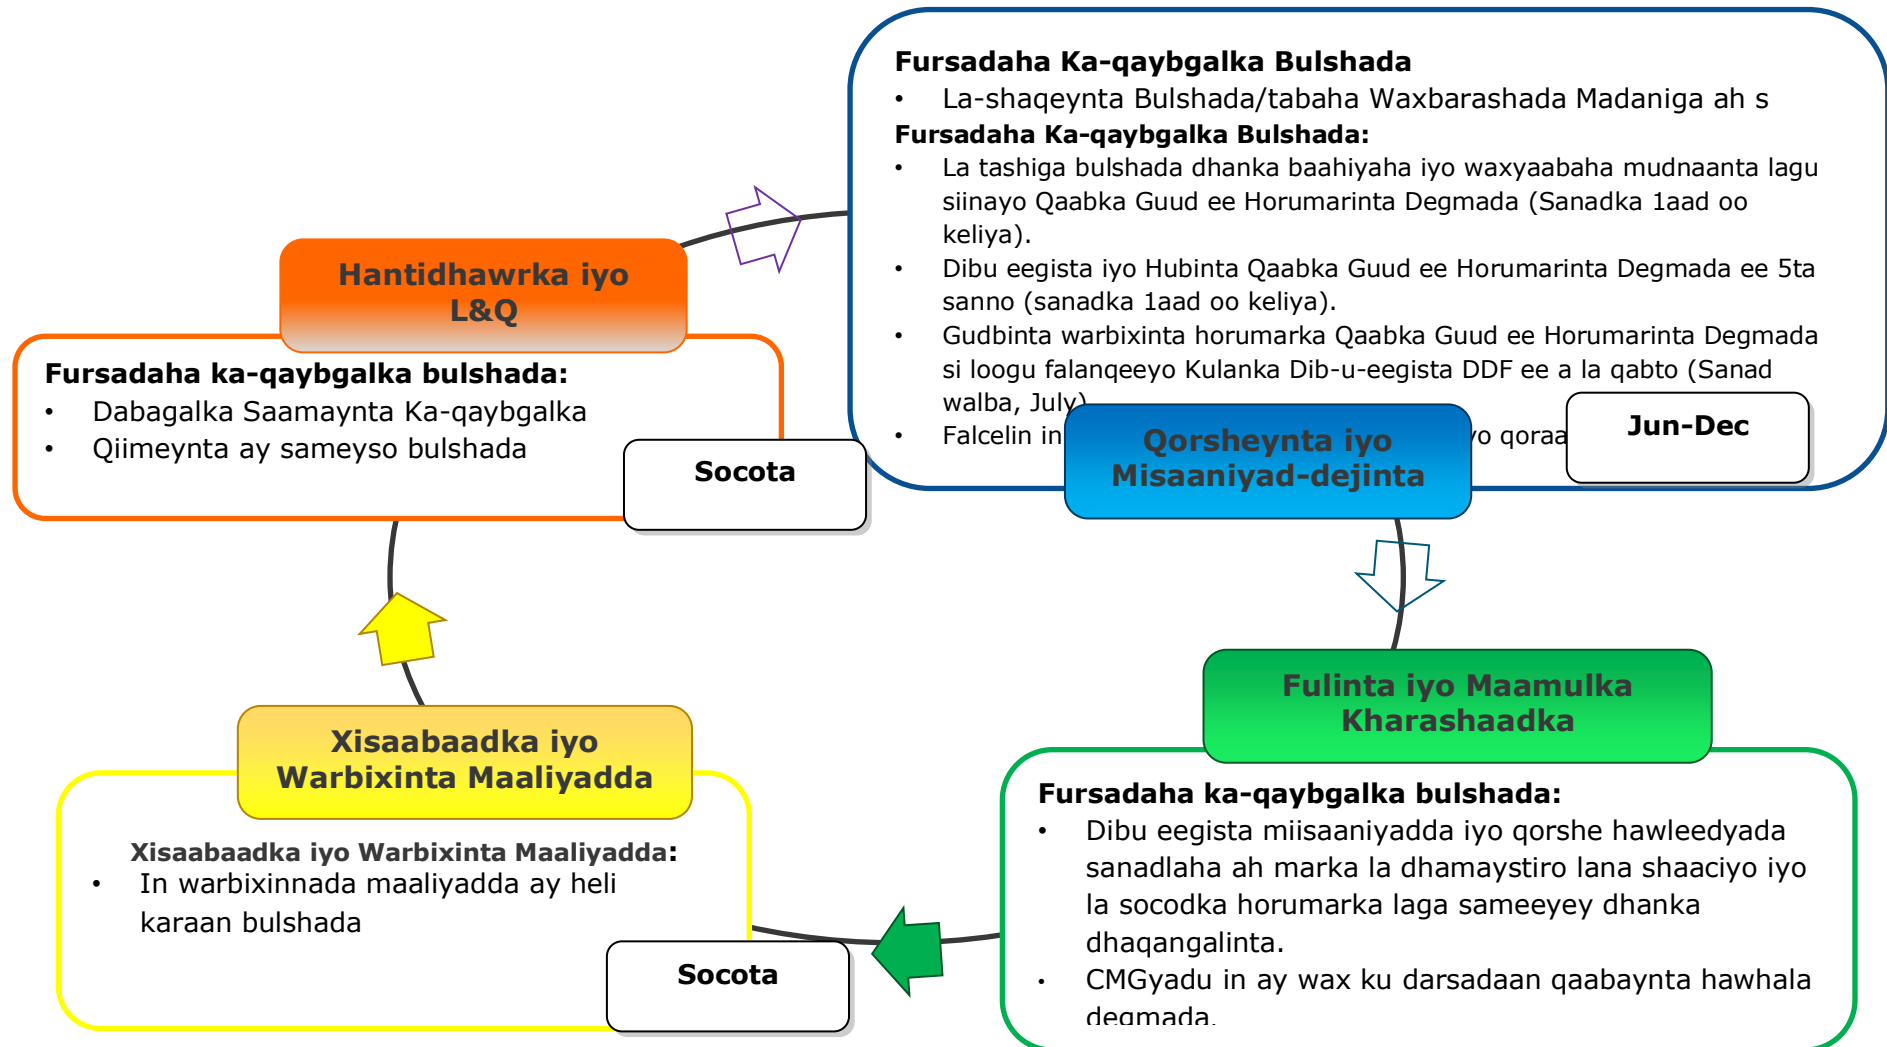 Fursadaha Ka-qaybgalka Bulshada
• La-shaqeynta Bulshada/tabaha Waxbarashada Madaniga ah s
Fursadaha Ka-qaybgalka Bulshada:
• La tashiga bulshada dhanka baahiyaha iyo waxyaabaha mudnaanta lagu
siinayo Qaabka Guud ee Horumarinta Degmada (Sanadka 1aad oo
keliya).
• Dibu eegista iyo Hubinta Qaabka Guud ee Horumarinta Degmada ee 5ta
sanno (sanadka 1aad oo keliya).
• Gudbinta warbixinta horumarka Qaabka Guud ee Horumarinta Degmada
si loogu falanqeeyo Kulanka Dib-u-eegista DDF ee a la qabto (Sanad
walba, July)
• Falcelin in
Jun-Dec
Qorsheynta iyo
Misaaniyad-dejinta
Fulinta iyo Maamulka
Kharashaadka
Fursadaha ka-qaybgalka bulshada:
• Dibu eegista miisaaniyadda iyo qorshe hawleedyada
sanadlaha ah marka la dhamaystiro lana shaaciyo iyo
la socodka horumarka laga sameeyey dhanka
dhaqangalinta.
• CMGyadu in ay wax ku darsadaan qaabaynta hawhala
degmada.
Xisaabaadka iyo
Warbixinta Maaliyadda
Xisaabaadka iyo Warbixinta Maaliyadda:
• In warbixinnada maaliyadda ay heli
karaan bulshada
Socota
Hantidhawrka iyo
L&Q
Fursadaha ka-qaybgalka bulshada:
• Dabagalka Saamaynta Ka-qaybgalka
• Qiimeynta ay sameyso bulshada
Socota